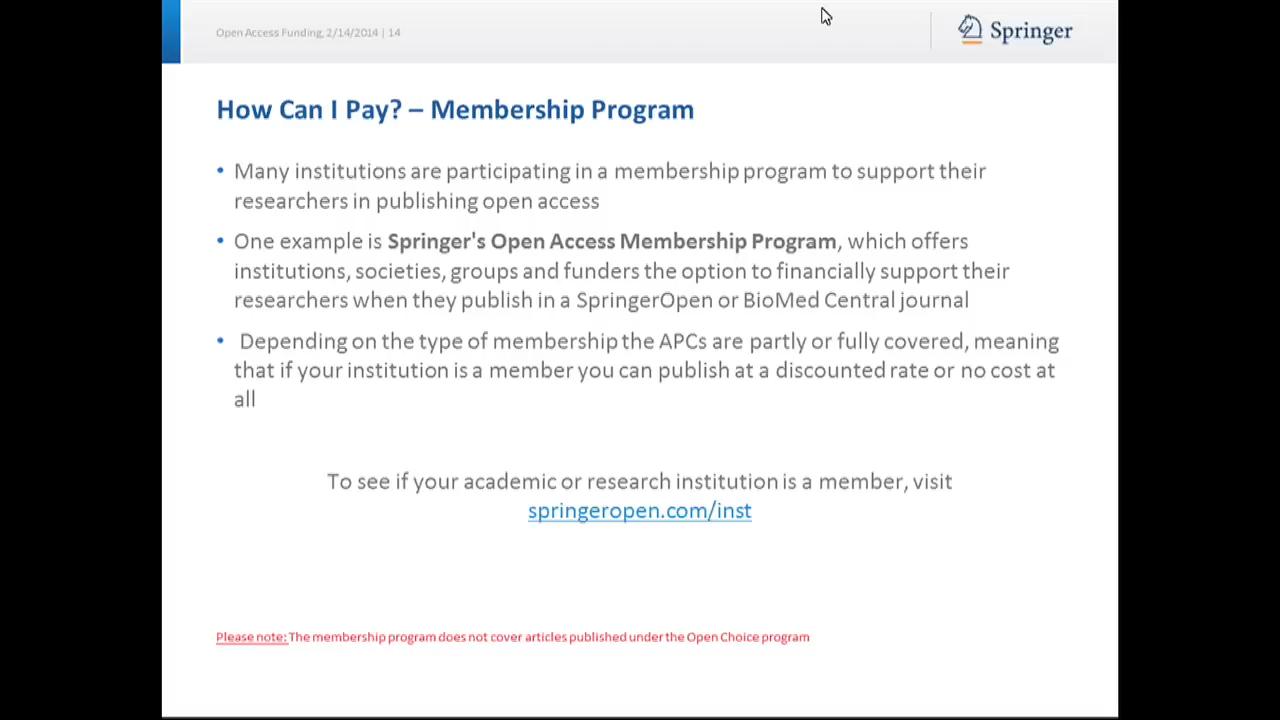 Open Access Funding, 2/14/2014 | 14
Springer
How Can I Pay? – Membership Program
• Many institutions are participating in a membership program to support their
researchers in publishing open access
• One example is Springer's Open Access Membership Program, which offers
institutions, societies, groups and funders the option to financially support their
researchers when they publish in a SpringerOpen or BioMed Central journal
• Depending on the type of membership the APCs are partly or fully covered, meaning
that if your institution is a member you can publish at a discounted rate or no cost at
all
To see if your academic or research institution is a member, visit
springeropen.com/inst
Please note: The membership program does not cover articles published under the Open Choice program